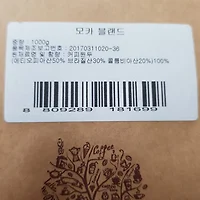 모카 블랜드
중량 : 1000g
품목제조보고번호 : 20170311020-36
원재료명 및 함량 : 커피원두
(에티오피아산50% 브라질산30% 콜롬비아산20%)100%
8 809289 181699
Coffee